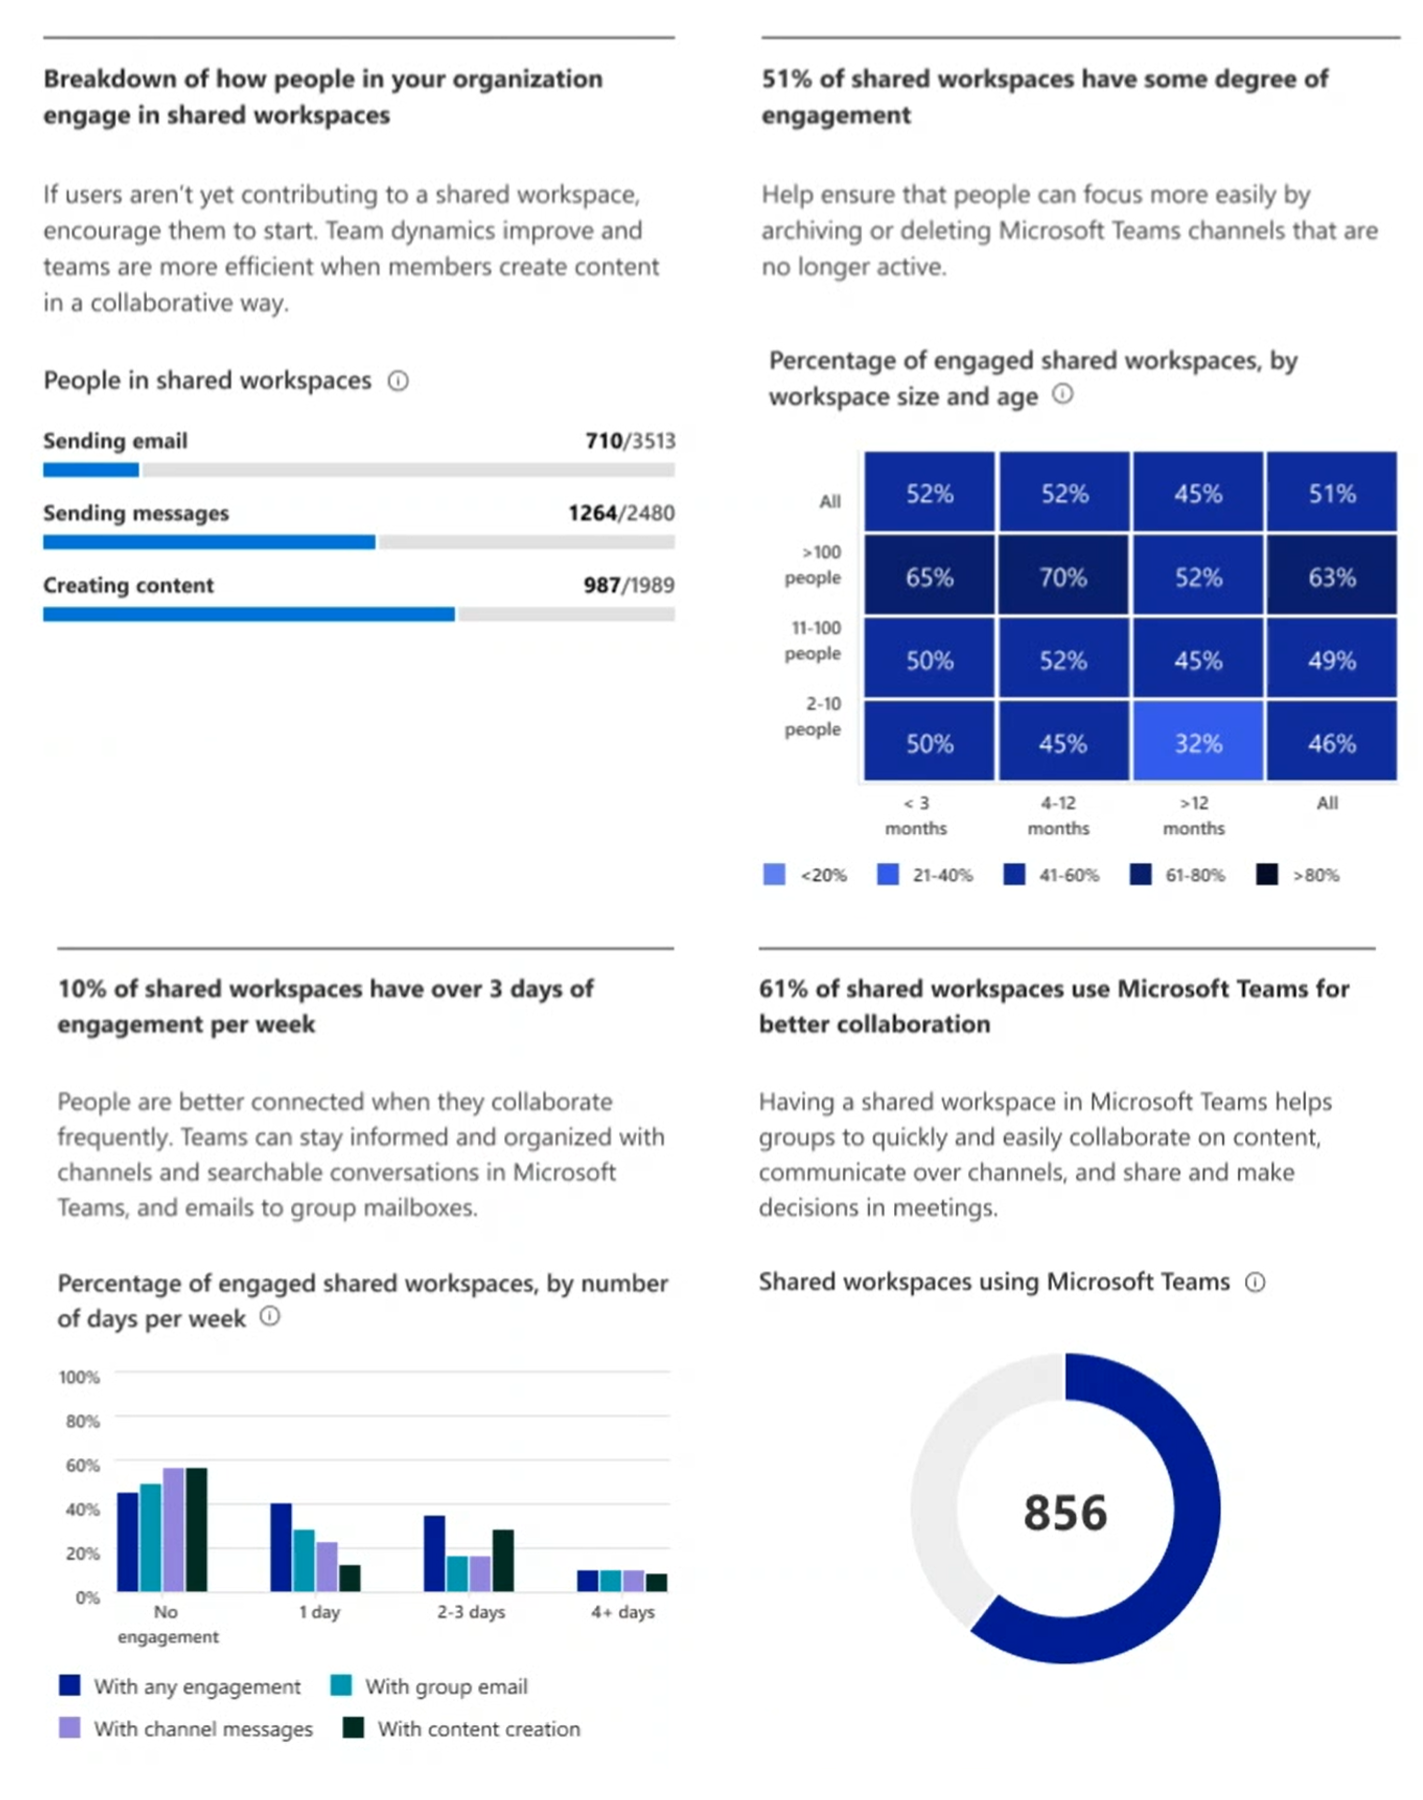 Breakdown of how people in your organization
engage in shared workspaces
If users aren't yet contributing to a shared workspace,
encourage them to start. Team dynamics improve and
teams are more efficient when members create content
in a collaborative way.
People in shared workspaces
Sending email 710/3513
Sending messages 1264/2480
Creating content 987/1989
51% of shared workspaces have some degree of
engagement
Help ensure that people can focus more easily by
archiving or deleting Microsoft Teams channels that are
no longer active.
Percentage of engaged shared workspaces, by
workspace size and age
All 52% 52% 45% 51%
>100
people 65% 70% 52% 63%
11-100
people 50% 52% 45% 49%
2-10
people 50% 45% 32% 46%
< 3 4-12 >12 All
months months months
<20% 21-40% 41-60% 61-80% >80%
10% of shared workspaces have over 3 days of
engagement per week
People are better connected when they collaborate
frequently. Teams can stay informed and organized with
channels and searchable conversations in Microsoft
Teams, and emails to group mailboxes.
Percentage of engaged shared workspaces, by number
of days per week
100%
80%
60%
40%
20%
0%
No 1 day 2-3 days 4+ days
engagement
With any engagement With group email
With channel messages With content creation
61% of shared workspaces use Microsoft Teams for
better collaboration
Having a shared workspace in Microsoft Teams helps
groups to quickly and easily collaborate on content,
communicate over channels, and share and make
decisions in meetings.
Shared workspaces using Microsoft Teams
856